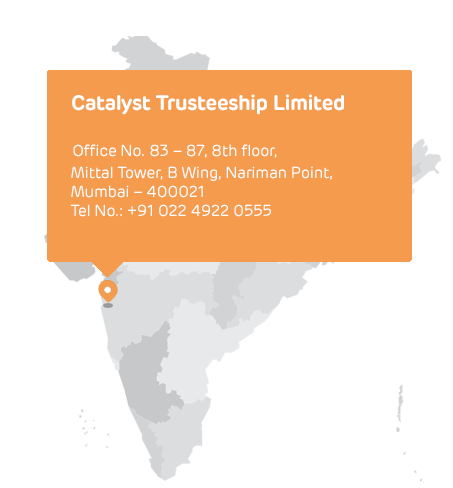 Catalyst Trusteeship Limited
Office No. 83 – 87, 8th floor,
Mittal Tower, B Wing, Nariman Point,
Mumbai – 400021
Tel No.: +91 022 4922 0555